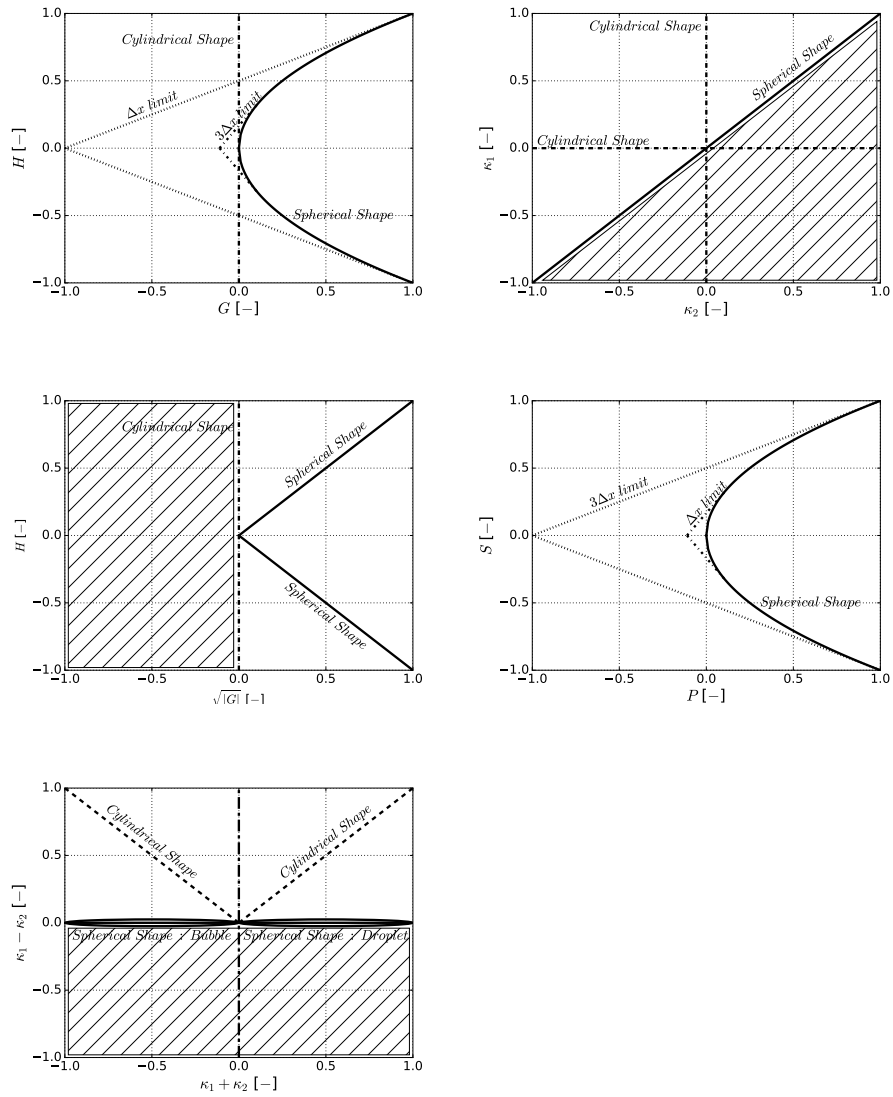 1.0
Cylindrical Shape
0.5
Δx limit
3Δx limit
H [−]
0.0
−0.5
Spherical Shape
−1.0
−1.0 −0.5 0.0 0.5 1.0
G [−]
1.0
Cylindrical Shape
Spherical Shape
0.5
κ₁ [−]
0.0
Cylindrical Shape
−0.5
−1.0
−1.0 −0.5 0.0 0.5 1.0
κ₂ [−]
1.0
Cylindrical Shape
Spherical Shape
0.5
H [−]
0.0
−0.5
Spherical Shape
−1.0
−1.0 −0.5 0.0 0.5 1.0
√|G| [−]
1.0
0.5
3Δx limit
Δx limit
S [−]
0.0
−0.5
Spherical Shape
−1.0
−1.0 −0.5 0.0 0.5 1.0
P [−]
1.0
Cylindrical Shape
Cylindrical Shape
0.5
κ₁ − κ₂ [−]
0.0
Spherical Shape : Bubble
Spherical Shape : Droplet
−0.5
−1.0
−1.0 −0.5 0.0 0.5 1.0
κ₁ + κ₂ [−]